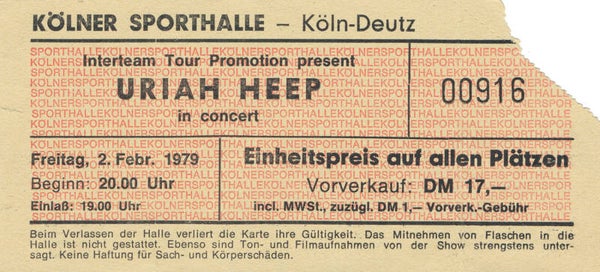 KÖLNER SPORTHALLE – Köln-Deutz
Interteam Tour Promotion present
URIAH HEEP
in concert
00916
Freitag, 2. Febr. 1979
Beginn: 20.00 Uhr
Einlaß: 19.00 Uhr
Einheitspreis auf allen Plätzen
Vorverkauf: DM 17,–
incl. MWSt., zuzügl. DM 1,– Vorverk.-Gebühr
Beim Verlassen der Halle verliert die Karte ihre Gültigkeit. Das Mitnehmen von Flaschen in die
Halle ist nicht gestattet. Ebenso sind Ton- und Filmaufnahmen von der Show strengstens unter-
sagt. Keine Haftung für Sach- und Körperschäden.